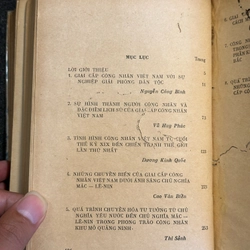 MỤC LỤC
Trang
LỜI GIỚI THIỆU
1. GIAI CẤP CÔNG NHÂN VIỆT NAM VỚI SỰ
NGHIỆP GIẢI PHÓNG DÂN TỘC
Nguyễn Công Bình
2. SỰ HÌNH THÀNH NGƯỜI CÔNG NHÂN VÀ
ĐẶC ĐIỂM LỊCH SỬ CỦA GIAI CẤP CÔNG NHÂN
VIỆT NAM
Võ Huy Phúc
3. TÌNH HÌNH CÔNG NHÂN VIỆT NAM TỪ CUỐI
THẾ KỶ XIX ĐẾN CHIẾN TRANH THẾ GIỚI
LẦN THỨ NHẤT
Dương Kinh Quốc
4. NHỮNG CHUYỂN BIẾN CỦA GIAI CẤP CÔNG
NHÂN VIỆT NAM DƯỚI ÁNH SÁNG CHỦ NGHĨA
MÁC — LÊ-NIN
Cao Văn Biền
5. QUÁ TRÌNH CHUYỂN HÓA TƯ TƯỞNG TỪ CHỦ
NGHĨA YÊU NƯỚC ĐẾN CHỦ NGHĨA MÁC —
LÊ-NIN TRONG PHONG TRÀO CÔNG NHÂN
KHU MỎ QUẢNG NINH
Thi Sảnh